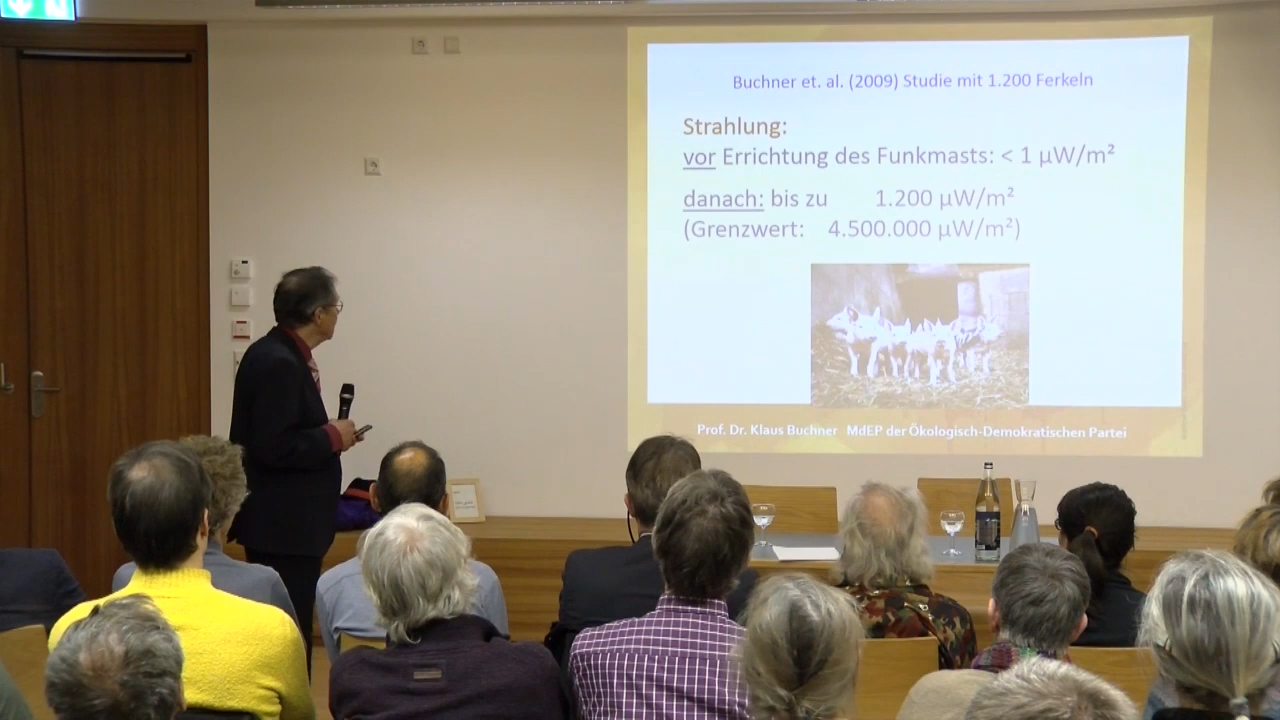 Buchner et. al. (2009) Studie mit 1.200 Ferkeln
Strahlung:
vor Errichtung des Funkmasts: < 1 µW/m²
danach: bis zu 1.200 µW/m²
(Grenzwert: 4.500.000 µW/m²)
Prof. Dr. Klaus Buchner MdEP der Ökologisch-Demokratischen Partei